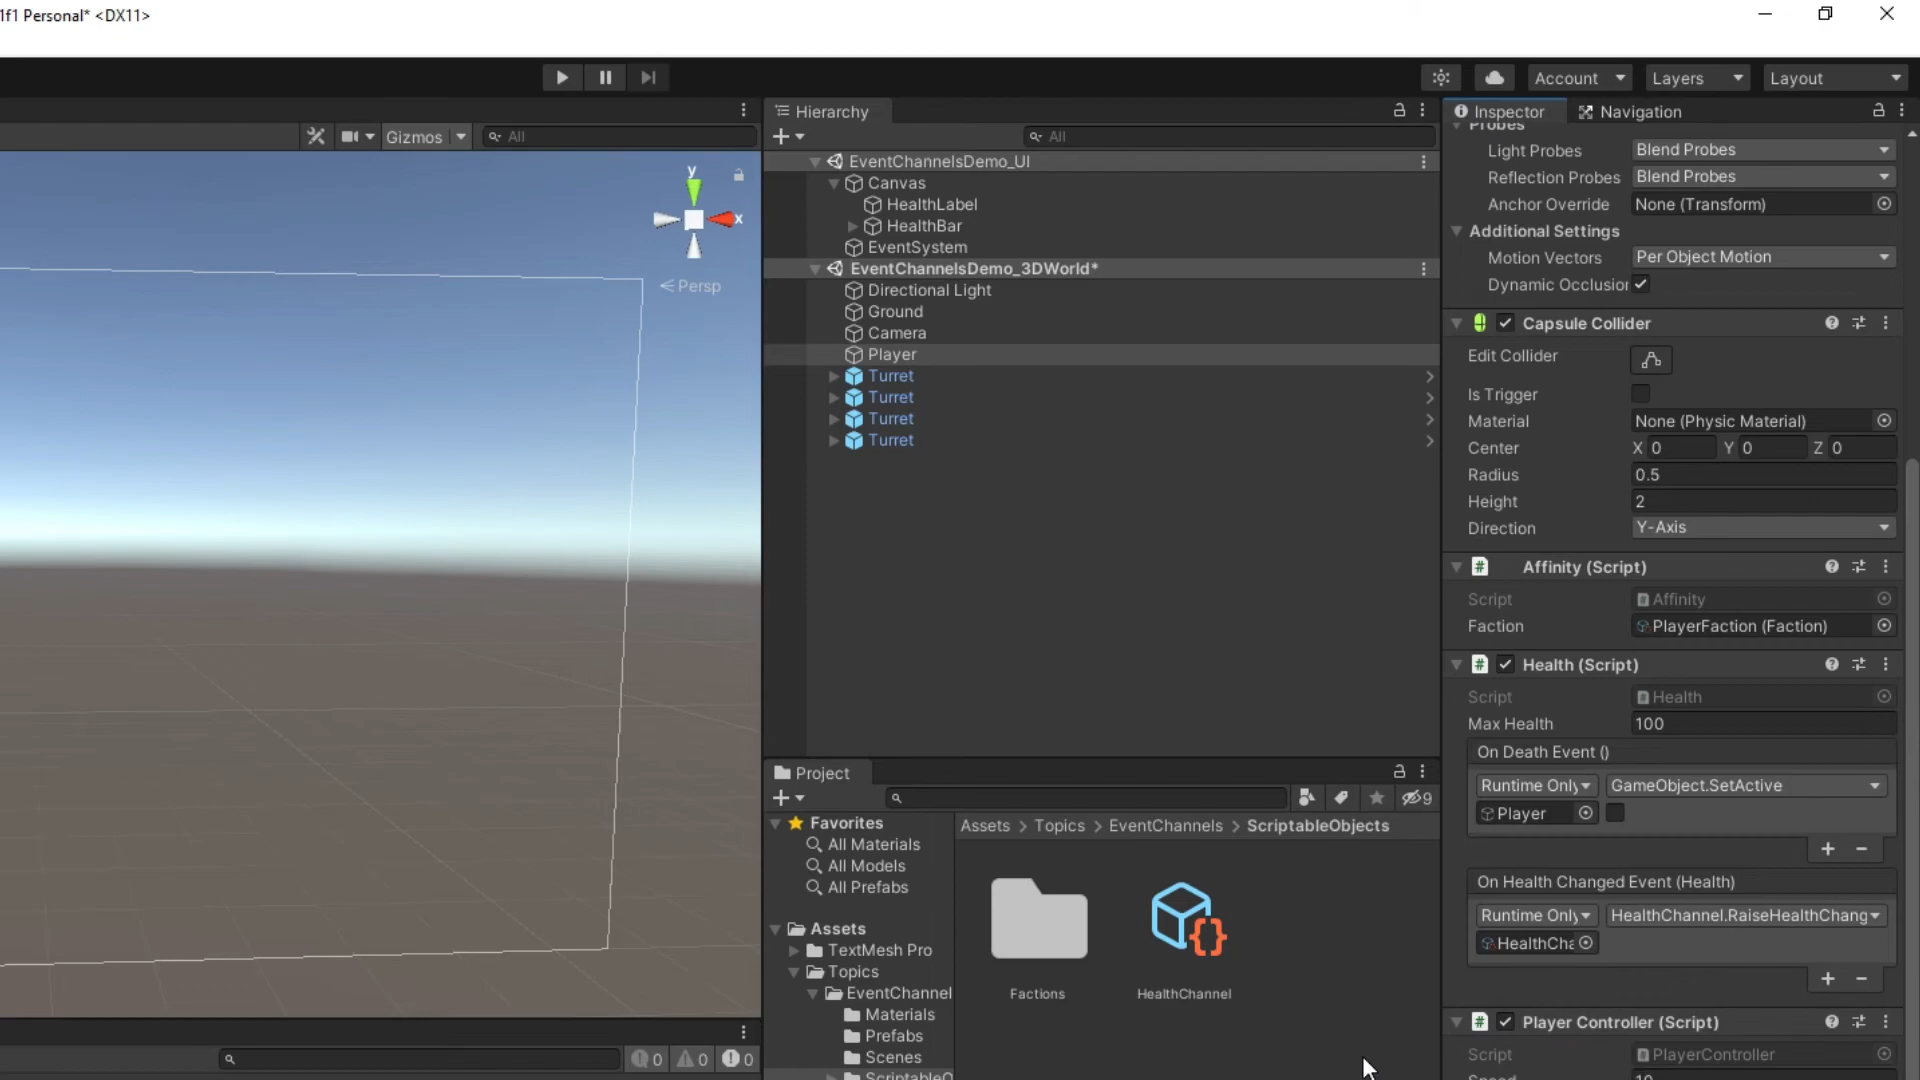 1f1 Personal* <DX11>
Account
Layers
Layout
Gizmos
All
y
x
Persp
Hierarchy
All
EventChannelsDemo_UI
Canvas
HealthLabel
HealthBar
EventSystem
EventChannelsDemo_3DWorld*
Directional Light
Ground
Camera
Player
Turret
Turret
Turret
Turret
Project
9
Favorites
All Materials
All Models
All Prefabs
Assets
TextMesh Pro
Topics
EventChannel
Materials
Prefabs
Scenes
ScriptableO
Assets > Topics > EventChannels > ScriptableObjects
Factions
HealthChannel
0
0
0
Inspector
Navigation
Probes
Light Probes
Blend Probes
Reflection Probes
Blend Probes
Anchor Override
None (Transform)
Additional Settings
Motion Vectors
Per Object Motion
Dynamic Occlusion
Capsule Collider
Edit Collider
Is Trigger
Material
None (Physic Material)
Center
X 0
Y 0
Z 0
Radius
0.5
Height
2
Direction
Y-Axis
Affinity (Script)
Script
Affinity
Faction
PlayerFaction (Faction)
Health (Script)
Script
Health
Max Health
100
On Death Event ()
Runtime Only
GameObject.SetActive
Player
On Health Changed Event (Health)
Runtime Only
HealthChannel.RaiseHealthChang
HealthCha
Player Controller (Script)
Script
PlayerController